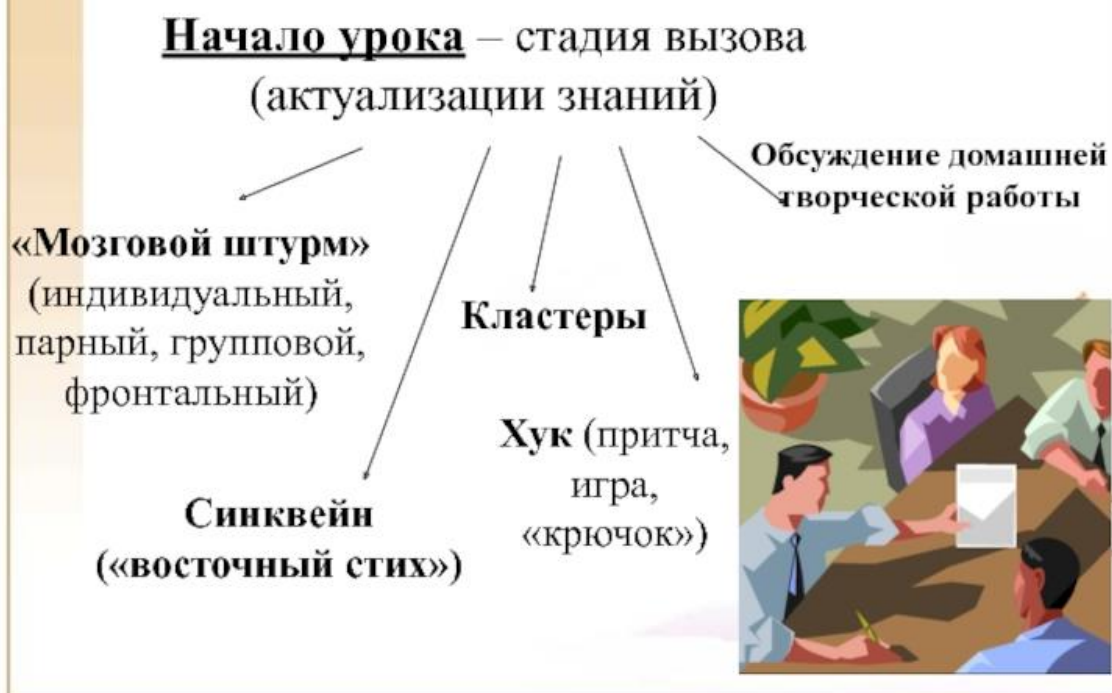 Начало урока – стадия вызова
(актуализации знаний)
Обсуждение домашней
творческой работы
«Мозговой штурм»
(индивидуальный,
парный, групповой,
фронтальный)
Кластеры
Хук (притча,
игра,
«крючок»)
Синквейн
(«восточный стих»)